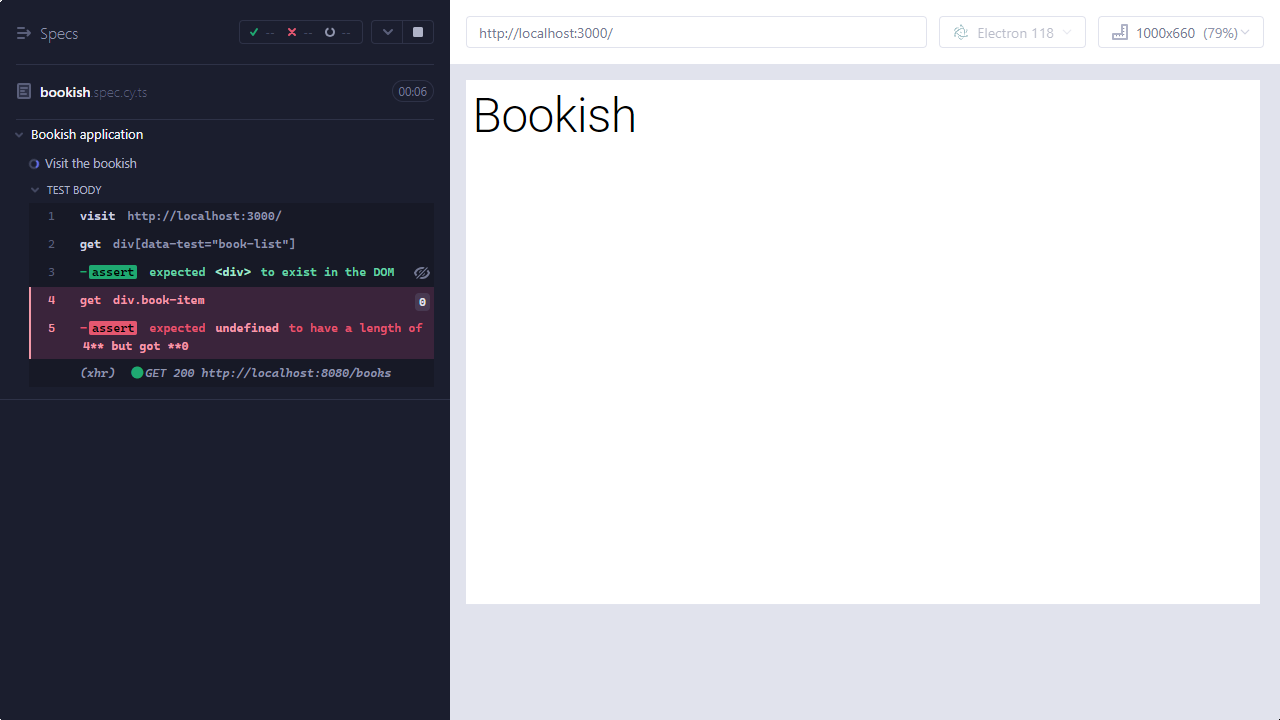 Specs
-- -- --
bookish.spec.cy.ts
00:06
Bookish application
Visit the bookish
TEST BODY
1 visit http://localhost:3000/
2 get div[data-test="book-list"]
3 -assert expected <div> to exist in the DOM
4 get div.book-item 0
5 -assert expected undefined to have a length of
4** but got **0
(xhr) GET 200 http://localhost:8080/books
http://localhost:3000/
Electron 118
1000x660 (79%)
Bookish